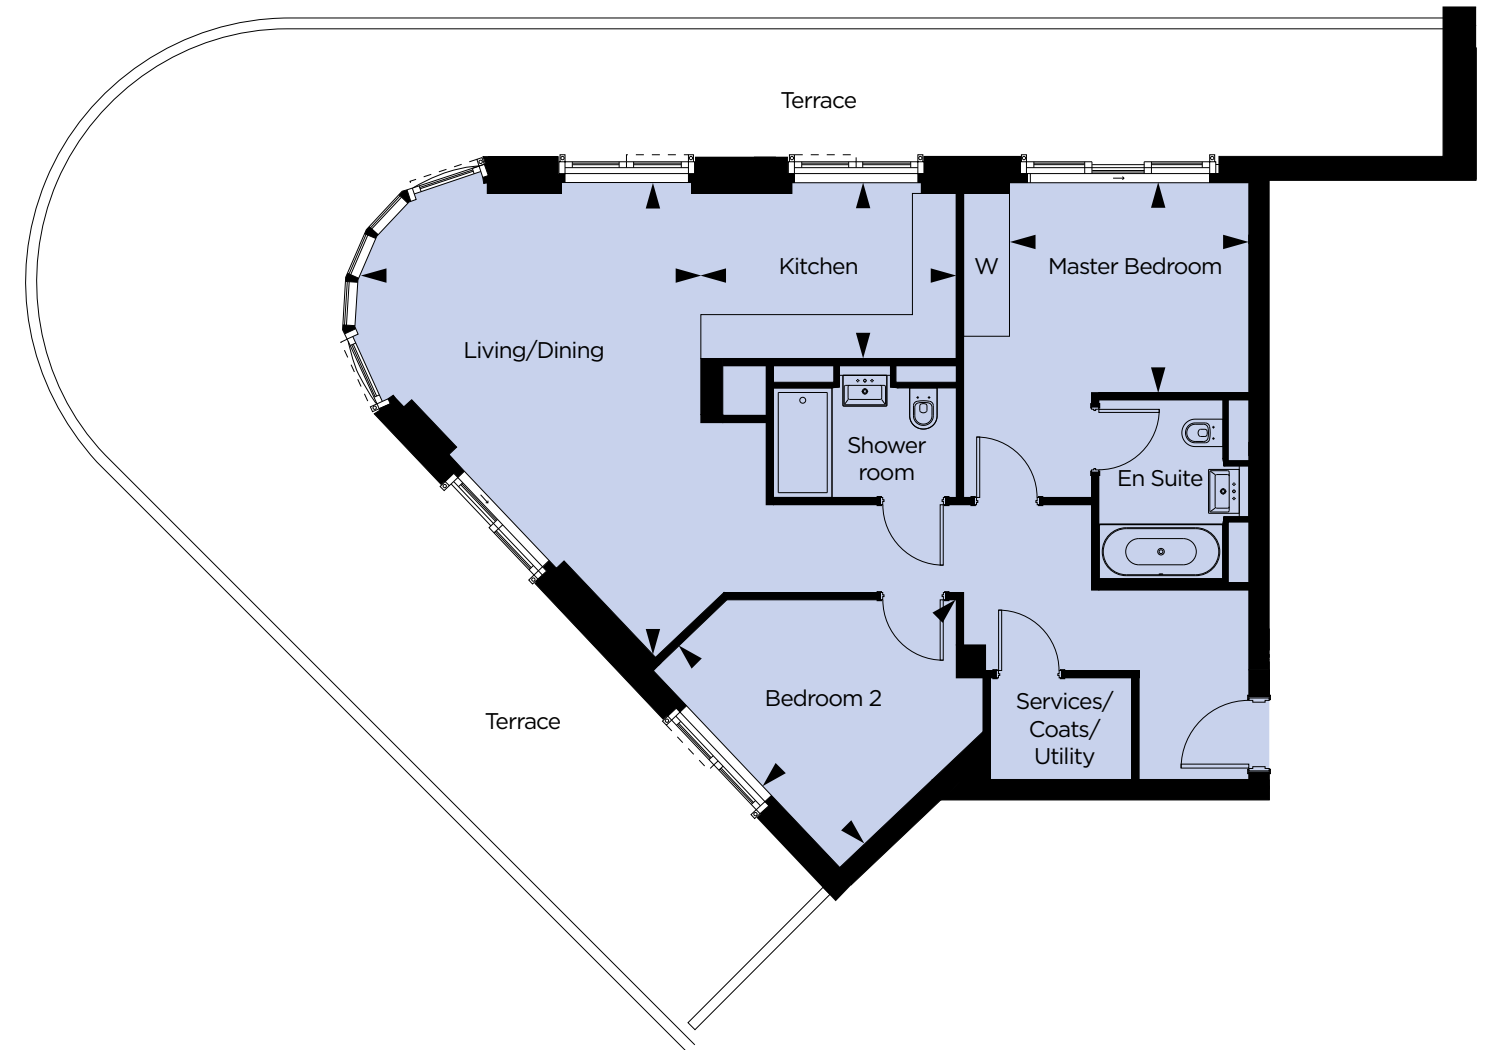 Terrace
Kitchen
W
Master Bedroom
Living/Dining
Shower
room
En Suite
Bedroom 2
Services/
Coats/
Utility
Terrace